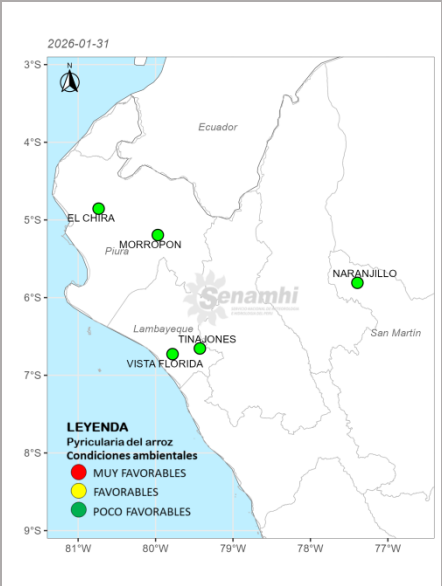 2026-01-31
N
3°S
4°S
5°S
6°S
7°S
8°S
9°S
Ecuador
EL CHIRA
MORROPON
Piura
NARANJILLO
Senamhi
Lambayeque
TINAJONES
San Martín
VISTA FLORIDA
LEYENDA
Pyricularia del arroz
Condiciones ambientales
MUY FAVORABLES
FAVORABLES
POCO FAVORABLES
81°W
80°W
79°W
78°W
77°W